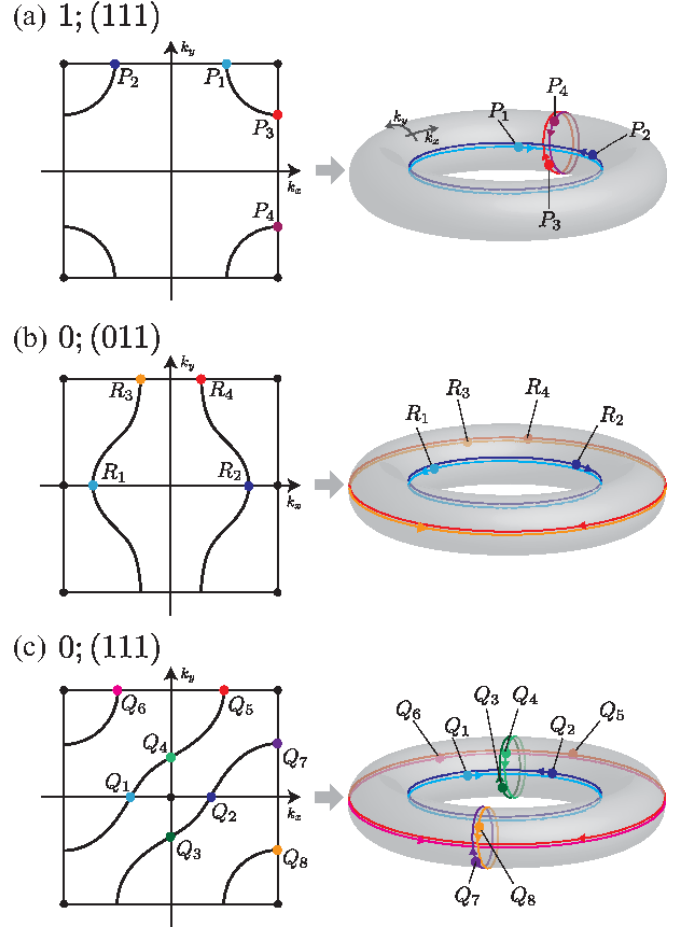 (a) 1; (111)
k_y
P_2 P_1
P_3
k_x
P_4
k_y
k_x
P_1
P_4
P_2
P_3
(b) 0; (011)
k_y
R_3 R_4
R_1 R_2
k_x
R_1
R_3
R_4
R_2
(c) 0; (111)
k_y
Q_6 Q_5
Q_4 Q_7
Q_1 Q_2
k_x
Q_3 Q_8
Q_6
Q_1
Q_3
Q_4
Q_2
Q_5
Q_7 Q_8